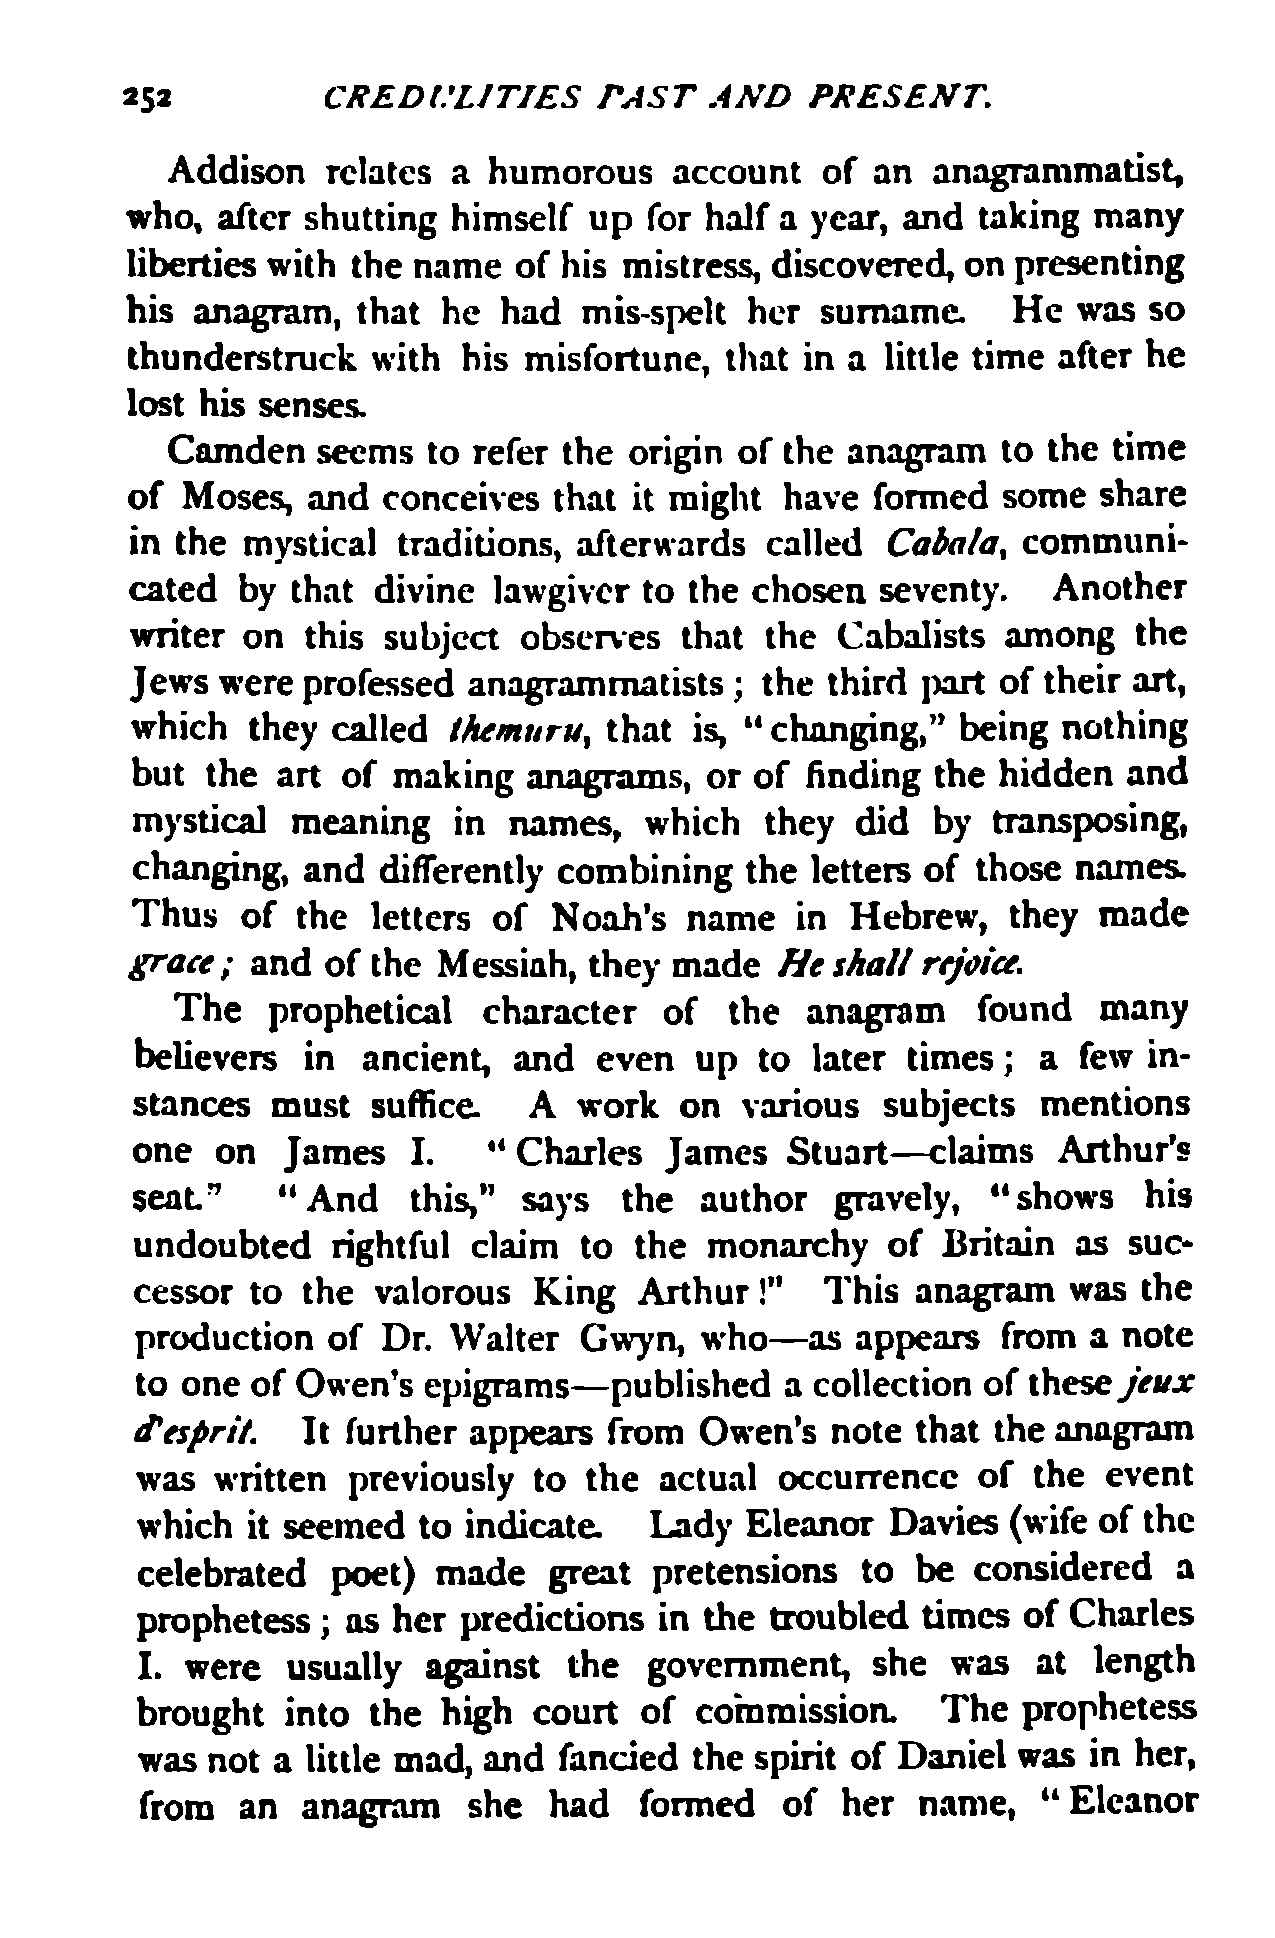 252 CREDULITIES PAST AND PRESENT.
Addison relates a humorous account of an anagrammatist,
who, after shutting himself up for half a year, and taking many
liberties with the name of his mistress, discovered, on presenting
his anagram, that he had mis-spelt her surname. He was so
thunderstruck with his misfortune, that in a little time after he
lost his senses.
Camden seems to refer the origin of the anagram to the time
of Moses, and conceives that it might have formed some share
in the mystical traditions, afterwards called Cabala, communi-
cated by that divine lawgiver to the chosen seventy. Another
writer on this subject observes that the Cabalists among the
Jews were professed anagrammatists; the third part of their art,
which they called themuru, that is, "changing," being nothing
but the art of making anagrams, or of finding the hidden and
mystical meaning in names, which they did by transposing,
changing, and differently combining the letters of those names.
Thus of the letters of Noah's name in Hebrew, they made
grace; and of the Messiah, they made He shall rejoice.
The prophetical character of the anagram found many
believers in ancient, and even up to later times; a few in-
stances must suffice. A work on various subjects mentions
one on James I. "Charles James Stuart—claims Arthur's
seat." "And this," says the author gravely, "shows his
undoubted rightful claim to the monarchy of Britain as suc-
cessor to the valorous King Arthur!" This anagram was the
production of Dr. Walter Gwyn, who—as appears from a note
to one of Owen's epigrams—published a collection of these jeux
d'esprit. It further appears from Owen's note that the anagram
was written previously to the actual occurrence of the event
which it seemed to indicate. Lady Eleanor Davies (wife of the
celebrated poet) made great pretensions to be considered a
prophetess; as her predictions in the troubled times of Charles
I. were usually against the government, she was at length
brought into the high court of commission. The prophetess
was not a little mad, and fancied the spirit of Daniel was in her,
from an anagram she had formed of her name, "Eleanor